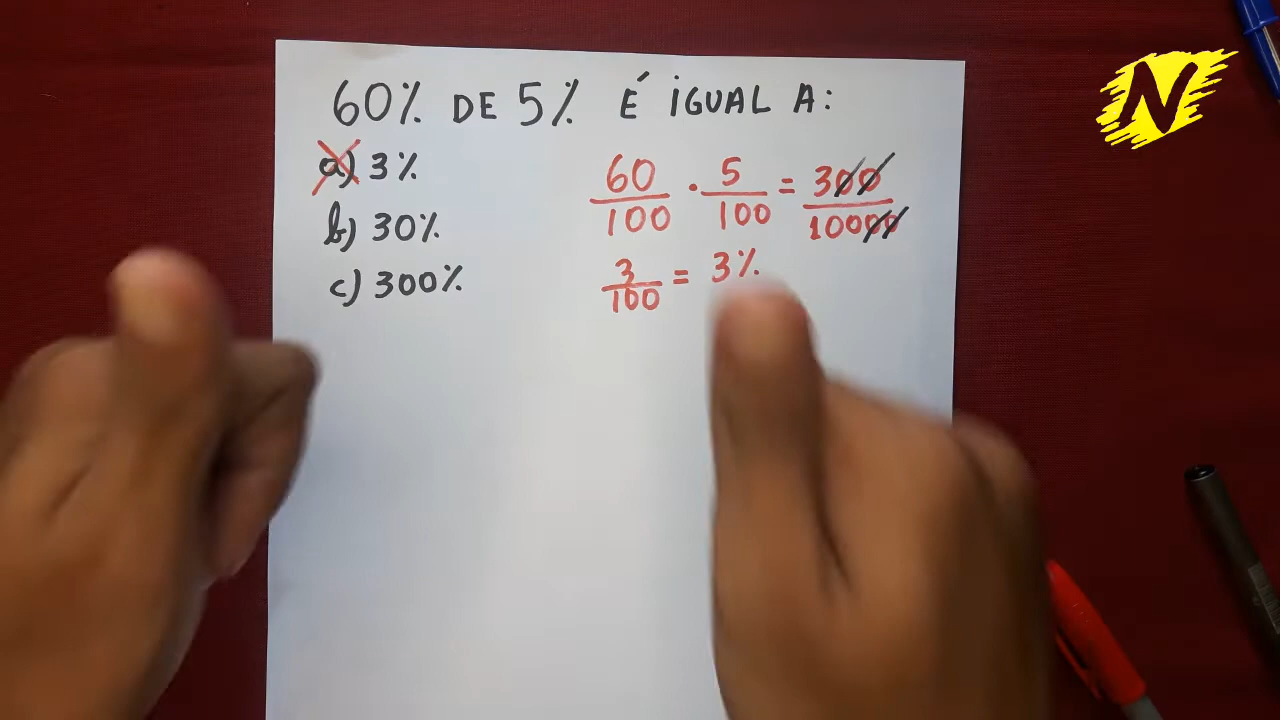 60% DE 5% É IGUAL A:
a) 3%
b) 30%
c) 300%
60/100 · 5/100 = 300/10000
3/100 = 3%
N